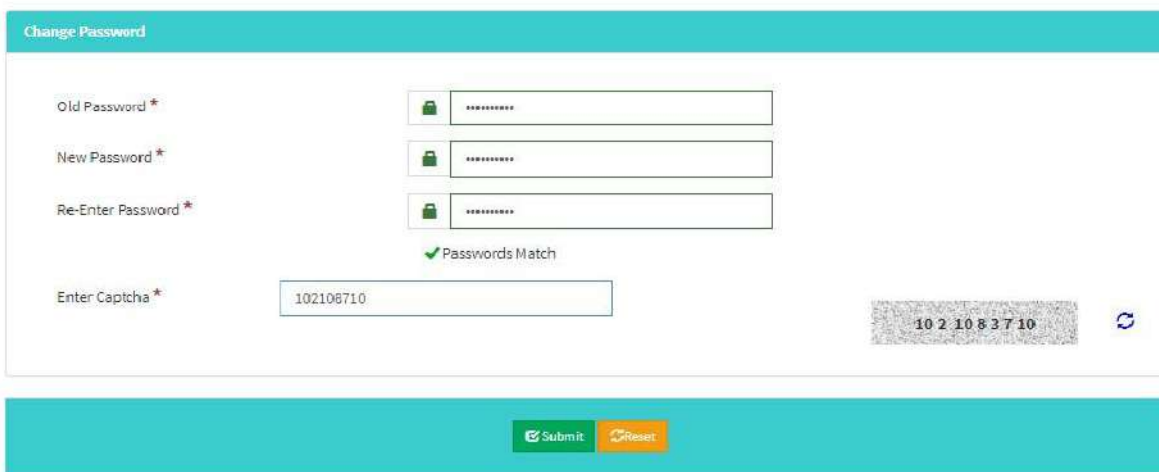 Change Password
Old Password *
••••••••••
New Password *
••••••••••
Re-Enter Password *
••••••••••
Passwords Match
Enter Captcha * 102108710
10 2 10 8 3 7 10
Submit Reset